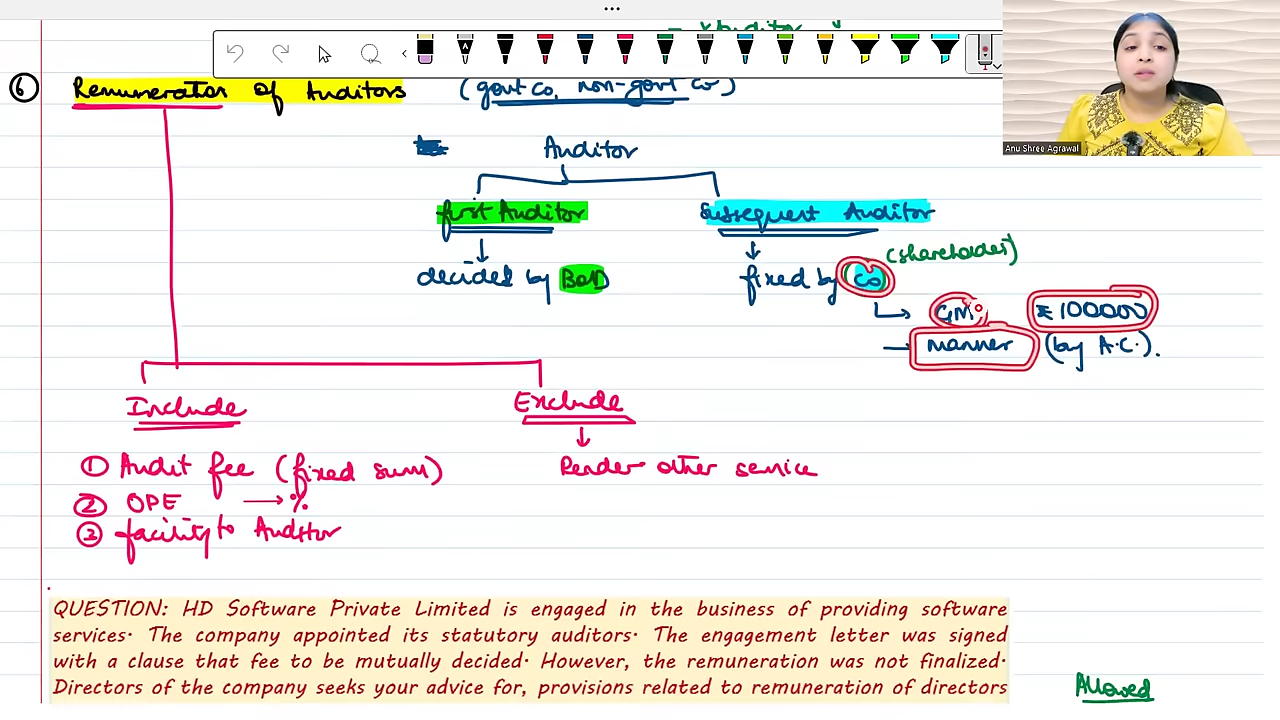 Anu Shree Agrawal
6 Remuneration of Auditors (govt co, non-govt co)
Auditor
first Auditor Subsequent Auditor
decided by BOD fixed by Co (Shareholder)
GM ₹100000
manner (by A.C.).
Include Exclude
① Audit fee (fixed sum) Render other service
② OPE → %
③ facility to Auditor
QUESTION: HD Software Private Limited is engaged in the business of providing software
services. The company appointed its statutory auditors. The engagement letter was signed
with a clause that fee to be mutually decided. However, the remuneration was not finalized.
Directors of the company seeks your advice for, provisions related to remuneration of directors
Allowed